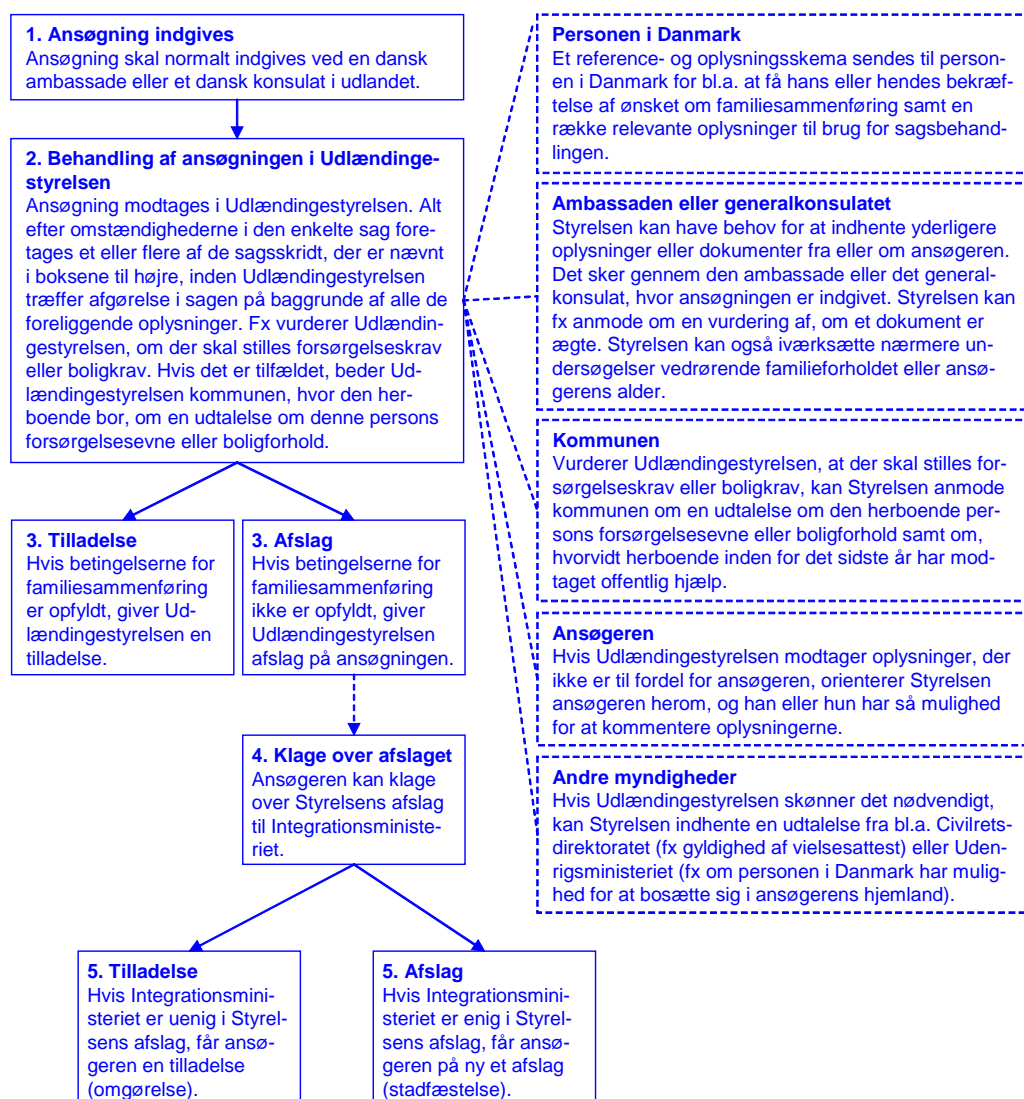 1. Ansøgning indgives
Ansøgning skal normalt indgives ved en dansk
ambassade eller et dansk konsulat i udlandet.
2. Behandling af ansøgningen i Udlændinge-
styrelsen
Ansøgning modtages i Udlændingestyrelsen. Alt
efter omstændighederne i den enkelte sag fore-
tages et eller flere af de sagsskridt, der er nævnt
i boksene til højre, inden Udlændingestyrelsen
træffer afgørelse i sagen på baggrunde af alle de
foreliggende oplysninger. Fx vurderer Udlændin-
gestyrelsen, om der skal stilles forsørgelseskrav
eller boligkrav. Hvis det er tilfældet, beder Ud-
lændingestyrelsen kommunen, hvor den her-
boende bor, om en udtalelse om denne persons
forsørgelsesevne eller boligforhold.
3. Tilladelse
Hvis betingelserne for
familiesammenføring
er opfyldt, giver Ud-
lændingestyrelsen en
tilladelse.
3. Afslag
Hvis betingelserne for
familiesammenføring
ikke er opfyldt, giver
Udlændingestyrelsen
afslag på ansøgningen.
4. Klage over afslaget
Ansøgeren kan klage
over Styrelsens afslag
til Integrationsministe-
riet.
5. Tilladelse
Hvis Integrationsmini-
steriet er uenig i Styrel-
sens afslag, får ansø-
geren en tilladelse
(omgørelse).
5. Afslag
Hvis Integrationsmini-
steriet er enig i Styrel-
sens afslag, får ansø-
geren på ny et afslag
(stadfæstelse).
Personen i Danmark
Et reference- og oplysningsskema sendes til person-
en i Danmark for bl.a. at få hans eller hendes bekræf-
telse af ønsket om familiesammenføring samt en
række relevante oplysninger til brug for sagsbehand-
lingen.
Ambassaden eller generalkonsulatet
Styrelsen kan have behov for at indhente yderligere
oplysninger eller dokumenter fra eller om ansøgeren.
Det sker gennem den ambassade eller det general-
konsulat, hvor ansøgningen er indgivet. Styrelsen kan
fx anmode om en vurdering af, om et dokument er
ægte. Styrelsen kan også iværksætte nærmere un-
dersøgelser vedrørende familieforholdet eller ansø-
gerens alder.
Kommunen
Vurderer Udlændingestyrelsen, at der skal stilles for-
sørgelseskrav eller boligkrav, kan Styrelsen anmode
kommunen om en udtalelse om den herboende per-
sons forsørgelsesevne eller boligforhold samt om,
hvorvidt herboende inden for det sidste år har mod-
taget offentlig hjælp.
Ansøgeren
Hvis Udlændingestyrelsen modtager oplysninger, der
ikke er til fordel for ansøgeren, orienterer Styrelsen
ansøgeren herom, og han eller hun har så mulighed
for at kommentere oplysningerne.
Andre myndigheder
Hvis Udlændingestyrelsen skønner det nødvendigt,
kan Styrelsen indhente en udtalelse fra bl.a. Civilrets-
direktoratet (fx gyldighed af vielsesattest) eller Uden-
rigsministeriet (fx om personen i Danmark har mulig-
hed for at bosætte sig i ansøgerens hjemland).